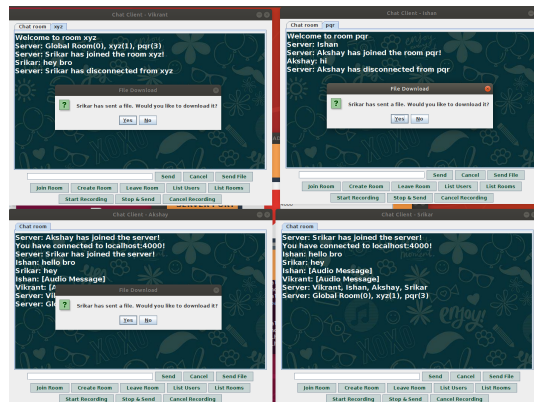 Chat Client - Vikrant
Chat room xyz
Welcome to room xyz
Server: Global Room(0), xyz(1), pqr(3)
Server: Srikar has joined the room xyz!
Srikar: hey bro
Server: Srikar has disconnected from xyz
File Download
Srikar has sent a file. Would you like to download it?
Yes No
Send Cancel Send File
Join Room Create Room Leave Room List Users List Rooms
Start Recording Stop & Send Cancel Recording
Chat Client - Ishan
Chat room pqr
Welcome to room pqr
Server: Ishan
Server: Akshay has joined the room pqr!
Akshay: hi
Server: Akshay has disconnected from pqr
File Download
Srikar has sent a file. Would you like to download it?
Yes No
Send Cancel Send File
Join Room Create Room Leave Room List Users List Rooms
Start Recording Stop & Send Cancel Recording
Chat Client - Akshay
Chat room
Server: Akshay has joined the server!
You have connected to localhost:4000!
Server: Srikar has joined the server!
Ishan: hello bro
Srikar: hey
Ishan: [Audio Message]
Vikrant: [A
Server: Vik
Server: Glo
File Download
Srikar has sent a file. Would you like to download it?
Yes No
Send Cancel Send File
Join Room Create Room Leave Room List Users List Rooms
Start Recording Stop & Send Cancel Recording
Chat Client - Srikar
Chat room
Server: Srikar has joined the server!
You have connected to localhost:4000!
Ishan: hello bro
Srikar: hey
Ishan: [Audio Message]
Vikrant: [Audio Message]
Server: Vikrant, Ishan, Akshay, Srikar
Server: Global Room(0), xyz(1), pqr(3)
enjoy!
Send Cancel Send File
Join Room Create Room Leave Room List Users List Rooms
Start Recording Stop & Send Cancel Recording